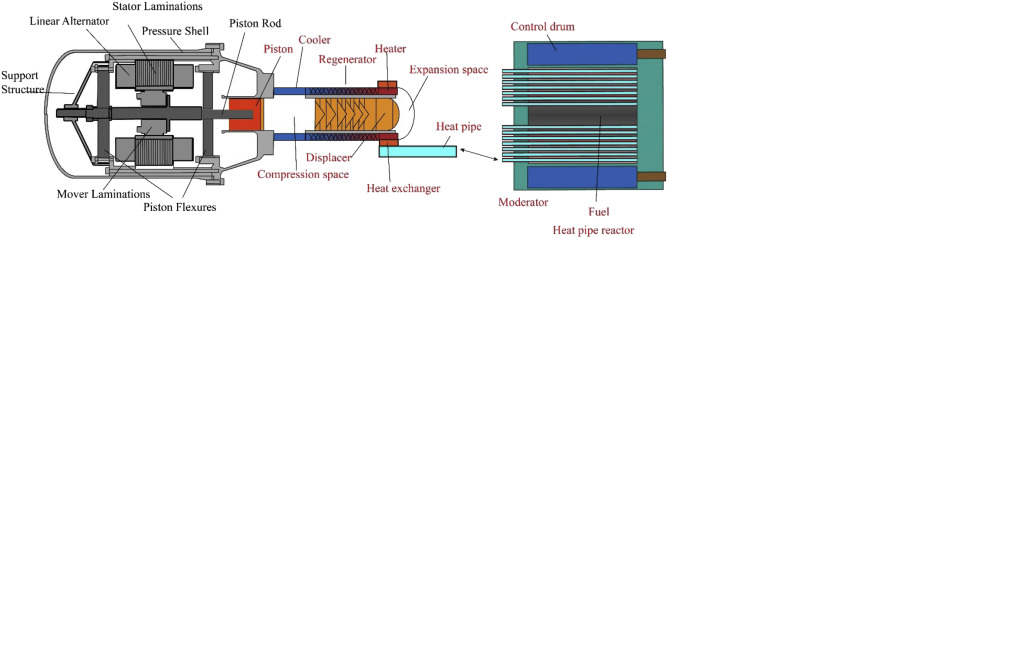 Stator Laminations
Linear Alternator
Pressure Shell
Piston Rod
Piston
Cooler
Regenerator
Heater
Expansion space
Support
Structure
Heat pipe
Displacer
Compression space
Heat exchanger
Mover Laminations
Piston Flexures
Control drum
Moderator
Fuel
Heat pipe reactor